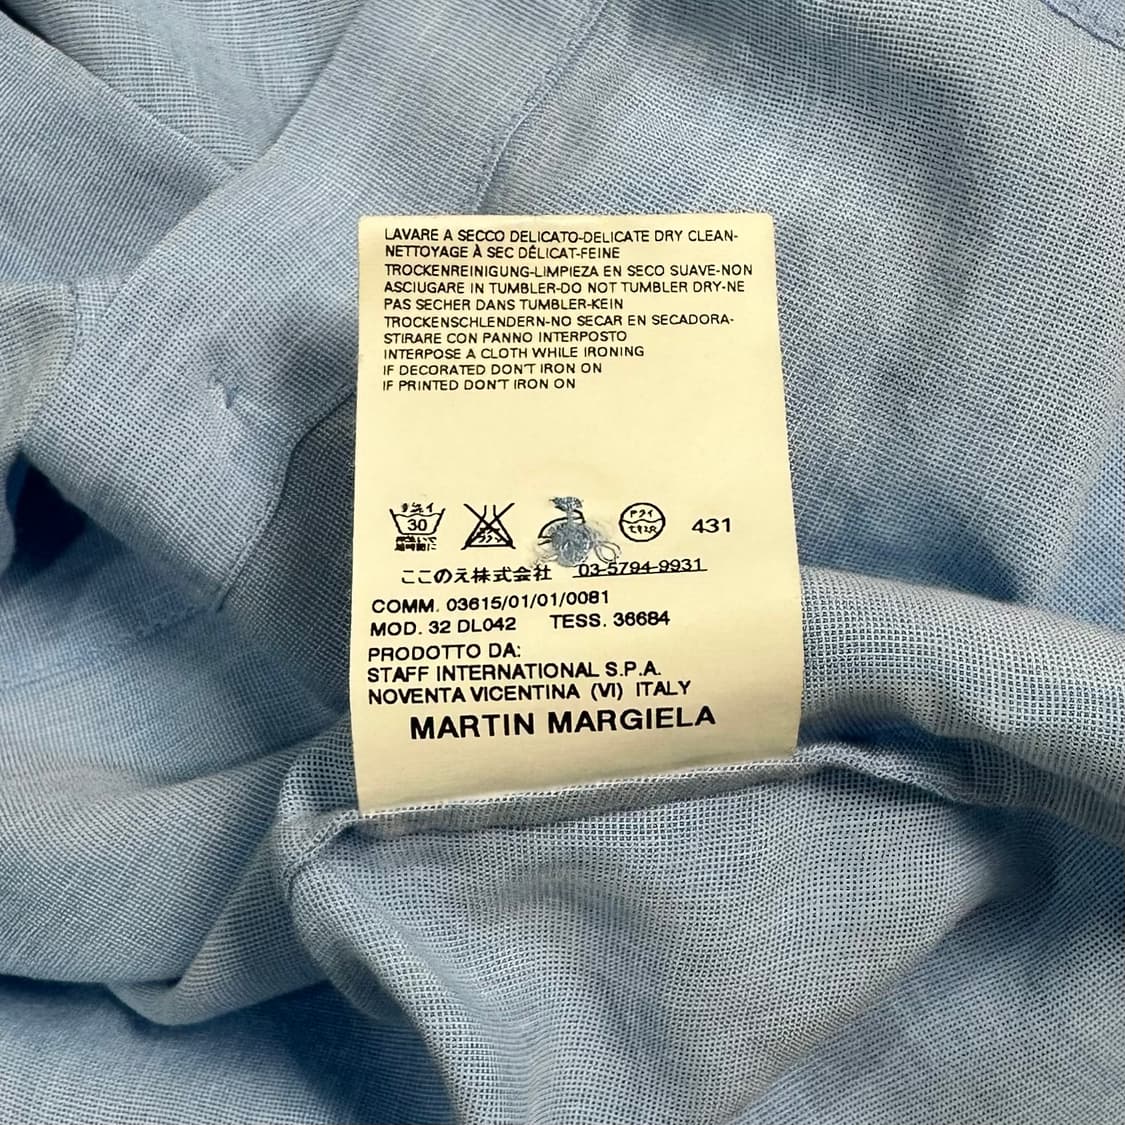 LAVARE A SECCO DELICATO-DELICATE DRY CLEAN-
NETTOYAGE À SEC DÉLICAT-FEINE
TROCKENREINIGUNG-LIMPIEZA EN SECO SUAVE-NON
ASCIUGARE IN TUMBLER-DO NOT TUMBLER DRY-NE
PAS SECHER DANS TUMBLER-KEIN
TROCKENSCHLENDERN-NO SECAR EN SECADORA-
STIRARE CON PANNO INTERPOSTO
INTERPOSE A CLOTH WHILE IRONING
IF DECORATED DON'T IRON ON
IF PRINTED DON'T IRON ON
30 431
ここのえ株式会社 03-5794-9931
COMM. 03615/01/01/0081
MOD. 32 DL042 TESS. 36684
PRODOTTO DA:
STAFF INTERNATIONAL S.P.A.
NOVENTA VICENTINA (VI) ITALY
MARTIN MARGIELA